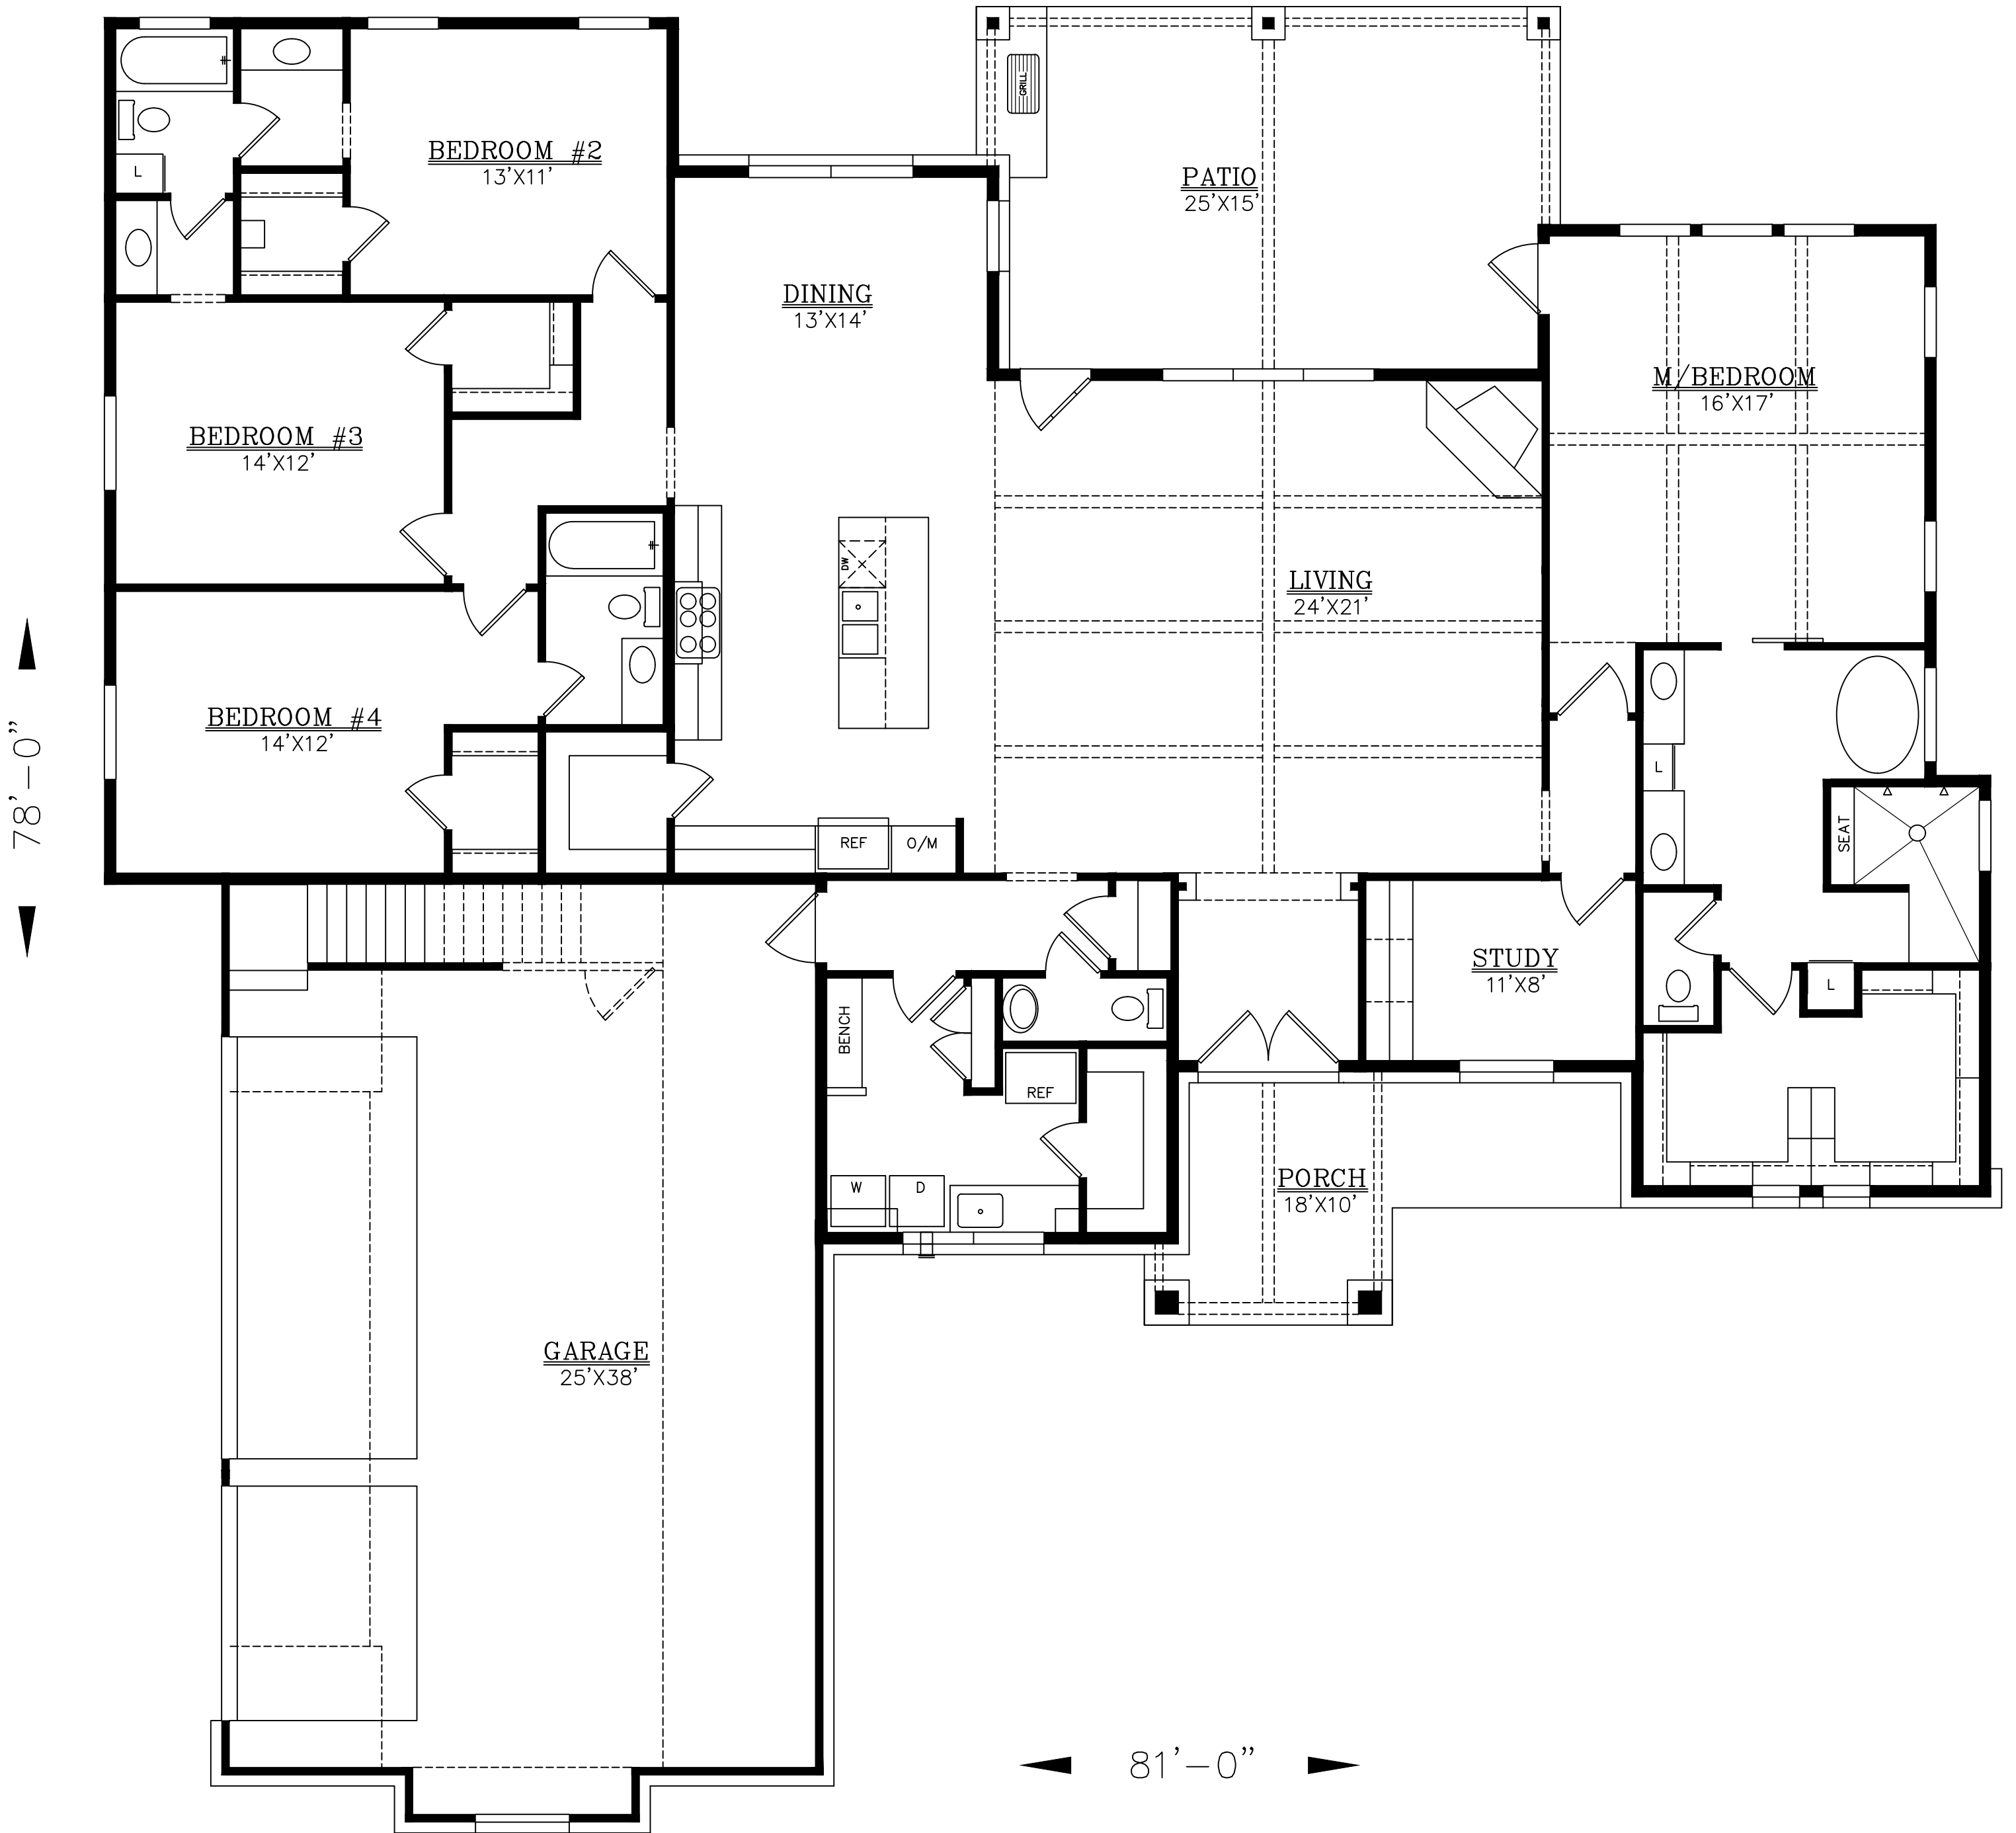 GRILL
BEDROOM #2
13'X11'
L
PATIO
25'X15'
DINING
13'X14'
M/BEDROOM
16'X17'
BEDROOM #3
14'X12'
DW
LIVING
24'X21'
BEDROOM #4
14'X12'
78'-0"
L
SEAT
REF
O/M
STUDY
11'X8'
L
BENCH
REF
W
D
PORCH
18'X10'
GARAGE
25'X38'
81'-0"